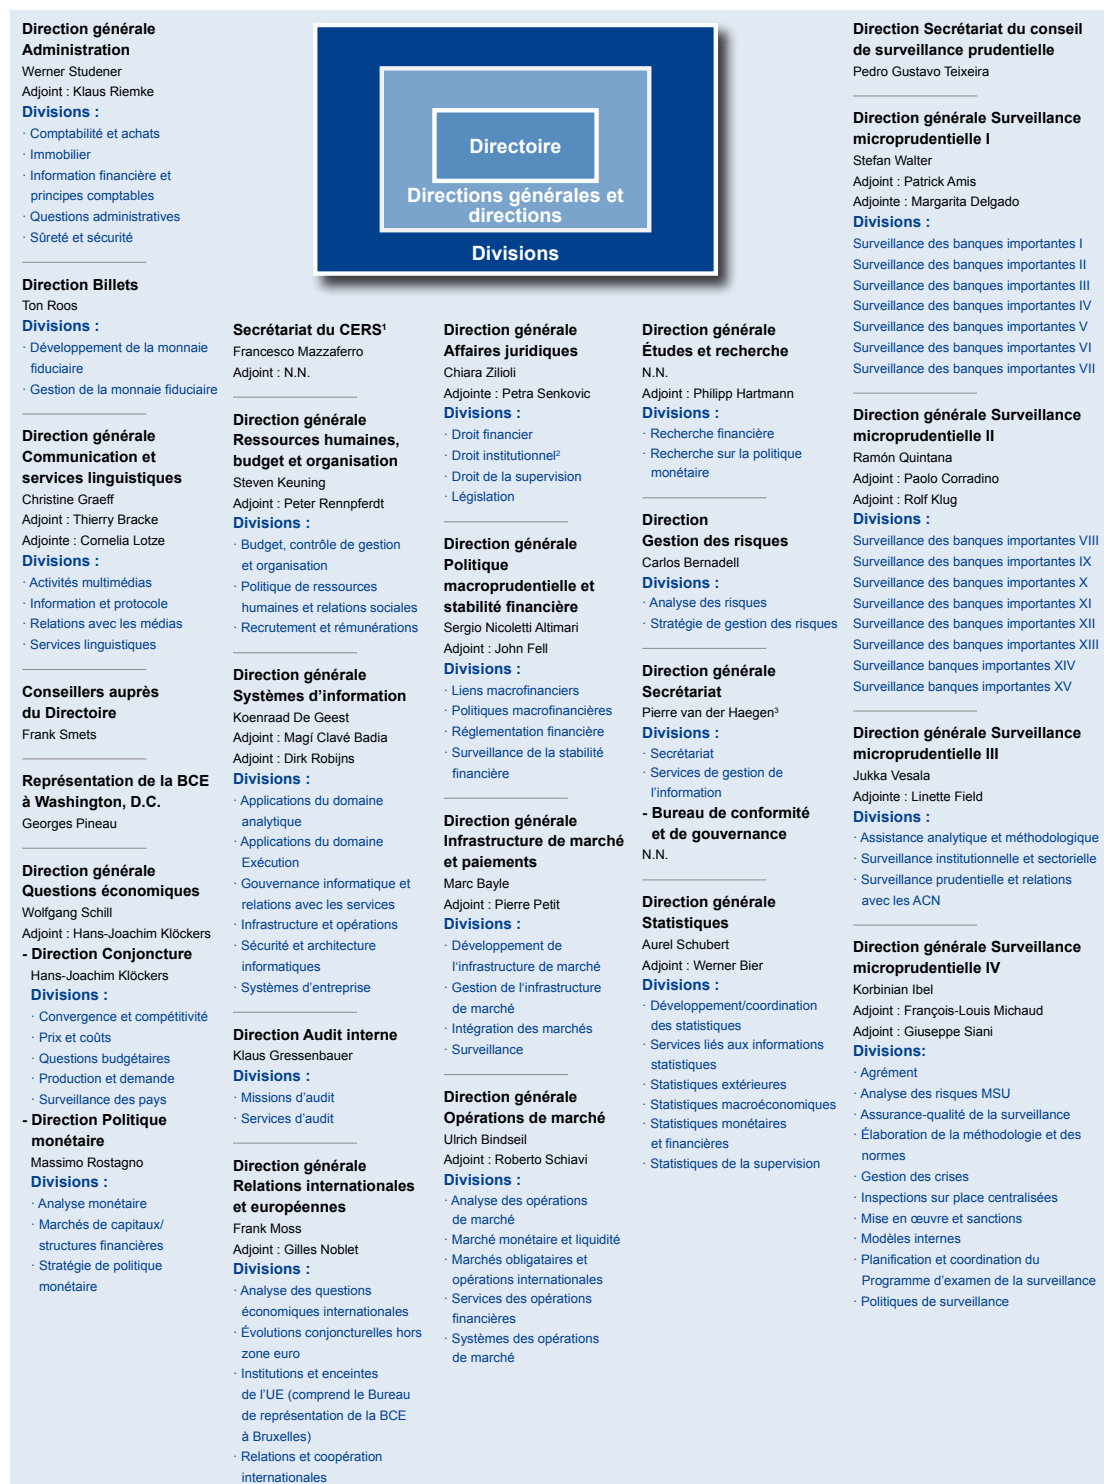 Direction générale
Administration
Werner Studener
Adjoint : Klaus Riemke
Divisions :
· Comptabilité et achats
· Immobilier
· Information financière et
principes comptables
· Questions administratives
· Sûreté et sécurité
Direction Billets
Ton Roos
Divisions :
· Développement de la monnaie
fiduciaire
· Gestion de la monnaie fiduciaire
Direction générale
Communication et
services linguistiques
Christine Graeff
Adjoint : Thierry Bracke
Adjointe : Cornelia Lotze
Divisions :
· Activités multimédias
· Information et protocole
· Relations avec les médias
· Services linguistiques
Conseillers auprès
du Directoire
Frank Smets
Représentation de la BCE
à Washington, D.C.
Georges Pineau
Direction générale
Questions économiques
Wolfgang Schill
Adjoint : Hans-Joachim Klöckers
- Direction Conjoncture
Hans-Joachim Klöckers
Divisions :
· Convergence et compétitivité
· Prix et coûts
· Questions budgétaires
· Production et demande
· Surveillance des pays
- Direction Politique
monétaire
Massimo Rostagno
Divisions :
· Analyse monétaire
· Marchés de capitaux/
structures financières
· Stratégie de politique
monétaire
Directoire
Directions générales et
directions
Divisions
Secrétariat du CERS¹
Francesco Mazzaferro
Adjoint : N.N.
Direction générale
Ressources humaines,
budget et organisation
Steven Keuning
Adjoint : Peter Rennpferdt
Divisions :
· Budget, contrôle de gestion
et organisation
· Politique de ressources
humaines et relations sociales
· Recrutement et rémunérations
Direction générale
Systèmes d’information
Koenraad De Geest
Adjoint : Magí Clavé Badia
Adjoint : Dirk Robijns
Divisions :
· Applications du domaine
analytique
· Applications du domaine
Exécution
· Gouvernance informatique et
relations avec les services
· Infrastructure et opérations
· Sécurité et architecture
informatiques
· Systèmes d’entreprise
Direction Audit interne
Klaus Gressenbauer
Divisions :
· Missions d’audit
· Services d’audit
Direction générale
Relations internationales
et européennes
Frank Moss
Adjoint : Gilles Noblet
Divisions :
· Analyse des questions
économiques internationales
· Évolutions conjoncturelles hors
zone euro
· Institutions et enceintes
de l’UE (comprend le Bureau
de représentation de la BCE
à Bruxelles)
· Relations et coopération
internationales
Direction générale
Affaires juridiques
Chiara Zilioli
Adjointe : Petra Senkovic
Divisions :
· Droit financier
· Droit institutionnel²
· Droit de la supervision
· Législation
Direction générale
Politique
macroprudentielle et
stabilité financière
Sergio Nicoletti Altimari
Adjoint : John Fell
Divisions :
· Liens macrofinanciers
· Politiques macrofinancières
· Réglementation financière
· Surveillance de la stabilité
financière
Direction générale
Infrastructure de marché
et paiements
Marc Bayle
Adjoint : Pierre Petit
Divisions :
· Développement de
l‘infrastructure de marché
· Gestion de l‘infrastructure
de marché
· Intégration des marchés
· Surveillance
Direction générale
Opérations de marché
Ulrich Bindseil
Adjoint : Roberto Schiavi
Divisions :
· Analyse des opérations
de marché
· Marché monétaire et liquidité
· Marchés obligataires et
opérations internationales
· Services des opérations
financières
· Systèmes des opérations
de marché
Direction générale
Études et recherche
N.N.
Adjoint : Philipp Hartmann
Divisions :
· Recherche financière
· Recherche sur la politique
monétaire
Direction
Gestion des risques
Carlos Bernadell
Divisions :
· Analyse des risques
· Stratégie de gestion des risques
Direction générale
Secrétariat
Pierre van der Haegen³
Divisions :
· Secrétariat
· Services de gestion de
l’information
- Bureau de conformité
et de gouvernance
N.N.
Direction générale
Statistiques
Aurel Schubert
Adjoint : Werner Bier
Divisions :
· Développement/coordination
des statistiques
· Services liés aux informations
statistiques
· Statistiques extérieures
· Statistiques macroéconomiques
· Statistiques monétaires
et financières
· Statistiques de la supervision
Direction Secrétariat du conseil
de surveillance prudentielle
Pedro Gustavo Teixeira
Direction générale Surveillance
microprudentielle I
Stefan Walter
Adjoint : Patrick Amis
Adjointe : Margarita Delgado
Divisions :
Surveillance des banques importantes I
Surveillance des banques importantes II
Surveillance des banques importantes III
Surveillance des banques importantes IV
Surveillance des banques importantes V
Surveillance des banques importantes VI
Surveillance des banques importantes VII
Direction générale Surveillance
microprudentielle II
Ramón Quintana
Adjoint : Paolo Corradino
Adjoint : Rolf Klug
Divisions :
Surveillance des banques importantes VIII
Surveillance des banques importantes IX
Surveillance des banques importantes X
Surveillance des banques importantes XI
Surveillance des banques importantes XII
Surveillance des banques importantes XIII
Surveillance banques importantes XIV
Surveillance banques importantes XV
Direction générale Surveillance
microprudentielle III
Jukka Vesala
Adjointe : Linette Field
Divisions :
· Assistance analytique et méthodologique
· Surveillance institutionnelle et sectorielle
· Surveillance prudentielle et relations
avec les ACN
Direction générale Surveillance
microprudentielle IV
Korbinian Ibel
Adjoint : François-Louis Michaud
Adjoint : Giuseppe Siani
Divisions:
· Agrément
· Analyse des risques MSU
· Assurance-qualité de la surveillance
· Élaboration de la méthodologie et des
normes
· Gestion des crises
· Inspections sur place centralisées
· Mise en œuvre et sanctions
· Modèles internes
· Planification et coordination du
Programme d’examen de la surveillance
· Politiques de surveillance